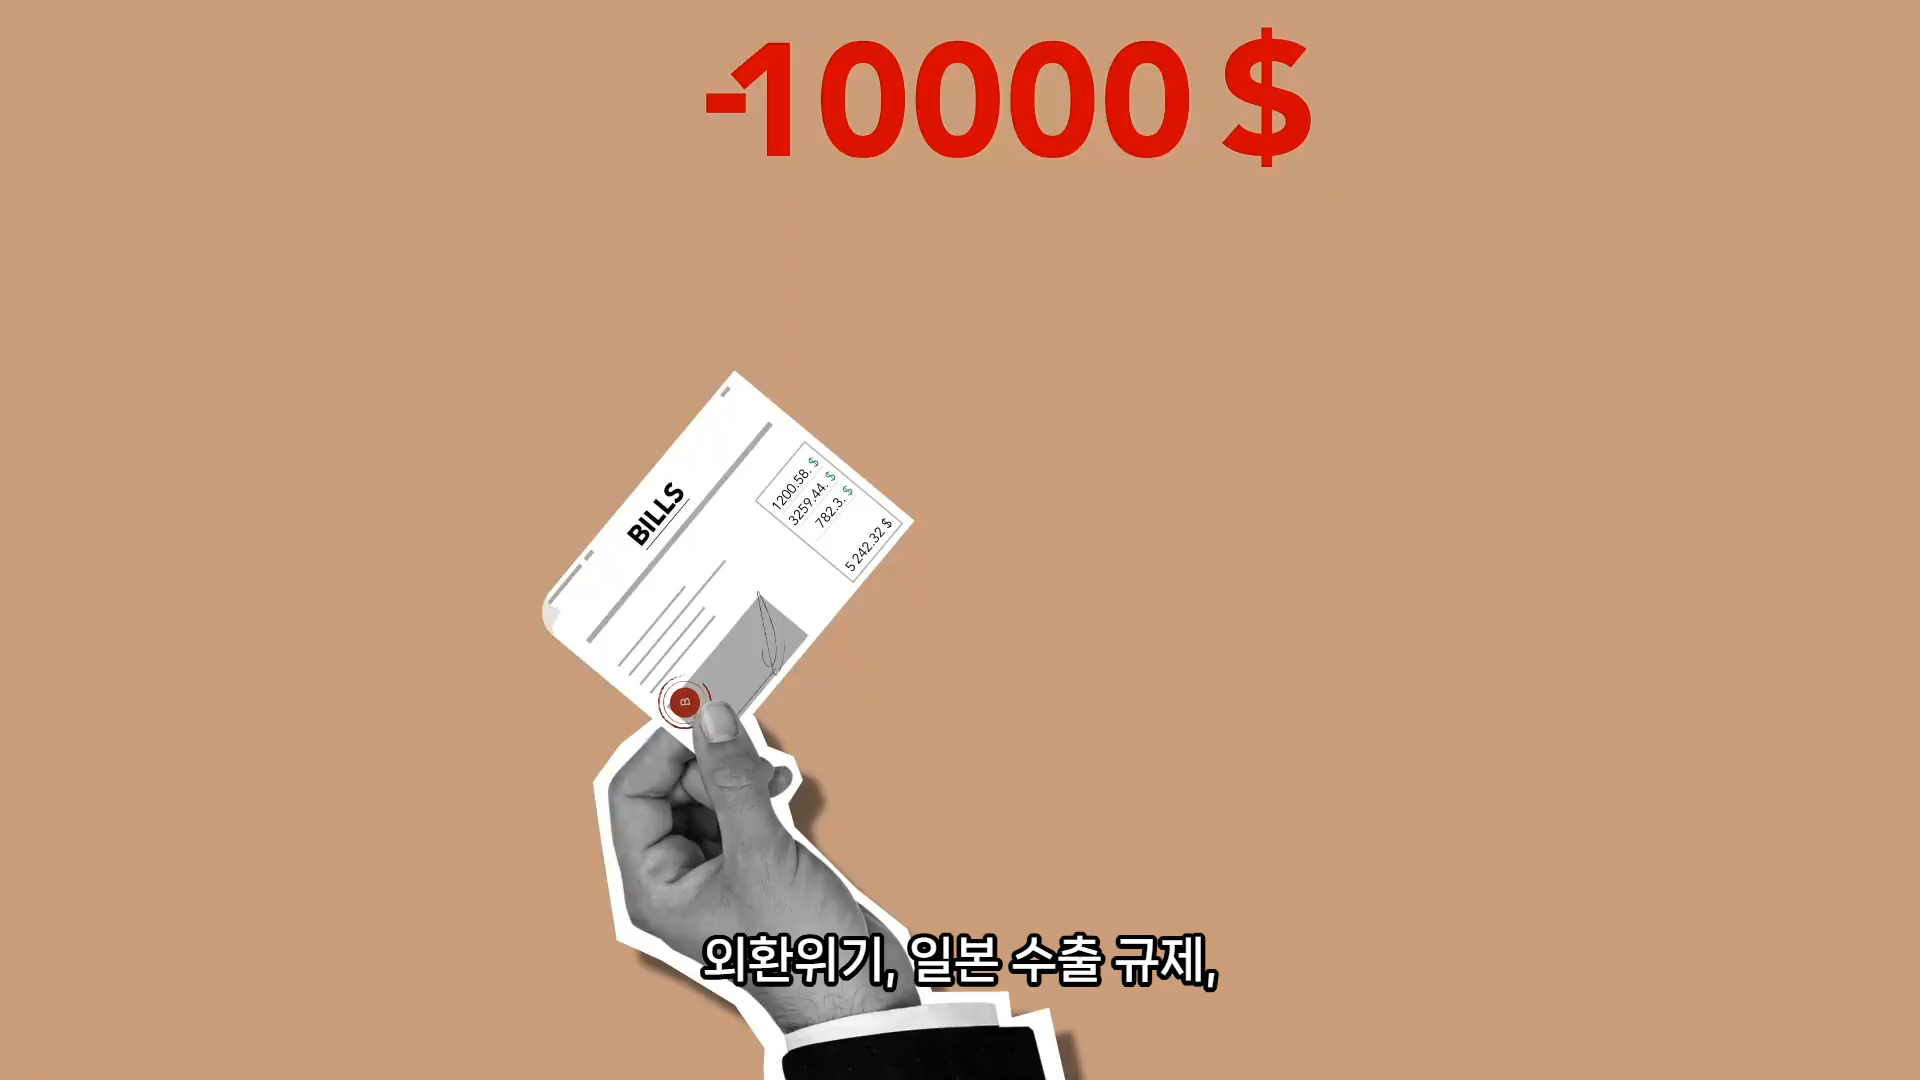 -10000 $
BILLS
1200.58. $
3259.44. $
782.3. $
5 242.32 $
B
외환위기, 일본 수출 규제,